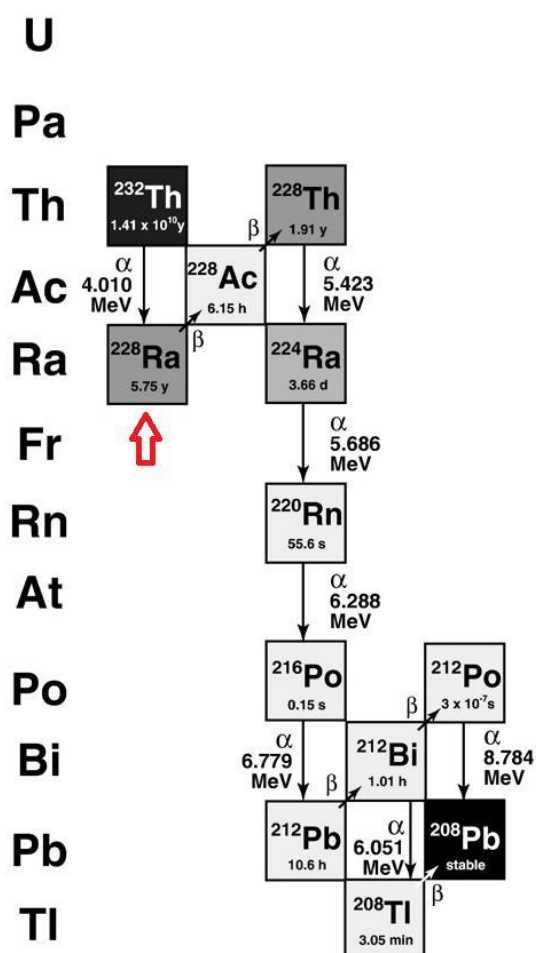 U
Pa
Th
²³²Th
1.41 x 10¹⁰y
²²⁸Th
1.91 y
β
Ac
α
4.010
MeV
²²⁸Ac
6.15 h
α
5.423
MeV
Ra
²²⁸Ra
5.75 y
β
²²⁴Ra
3.66 d
Fr
α
5.686
MeV
Rn
²²⁰Rn
55.6 s
At
α
6.288
MeV
Po
²¹⁶Po
0.15 s
²¹²Po
3 x 10⁻⁷s
β
Bi
α
6.779
MeV
²¹²Bi
1.01 h
α
8.784
MeV
β
Pb
²¹²Pb
10.6 h
α
6.051
MeV
²⁰⁸Pb
stable
β
Tl
²⁰⁸Tl
3.05 min